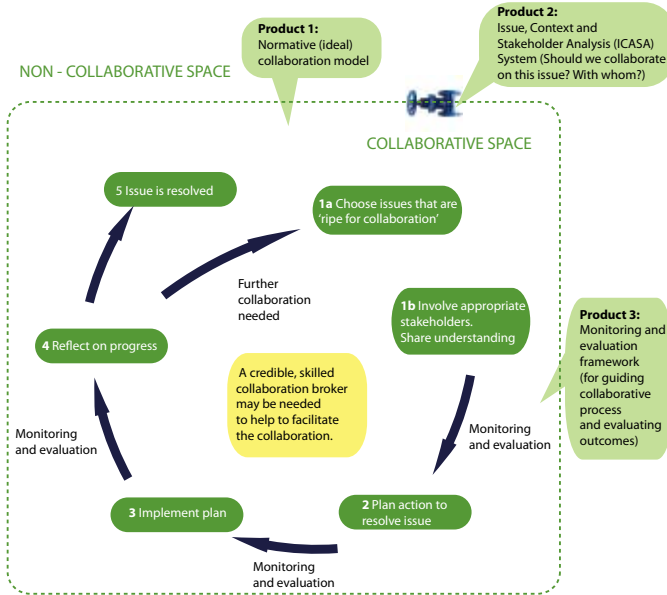 Product 1:
Normative (ideal)
collaboration model
Product 2:
Issue, Context and
Stakeholder Analysis (ICASA)
System (Should we collaborate
on this issue? With whom?)
NON - COLLABORATIVE SPACE
COLLABORATIVE SPACE
5 Issue is resolved
1a Choose issues that are
‘ripe for collaboration’
Further
collaboration
needed
1b Involve appropriate
stakeholders.
Share understanding
Product 3:
Monitoring and
evaluation
framework
(for guiding
collaborative
process
and evaluating
outcomes)
4 Reflect on progress
A credible, skilled
collaboration broker
may be needed
to help to facilitate
the collaboration.
Monitoring
and evaluation
Monitoring
and evaluation
2 Plan action to
resolve issue
3 Implement plan
Monitoring
and evaluation